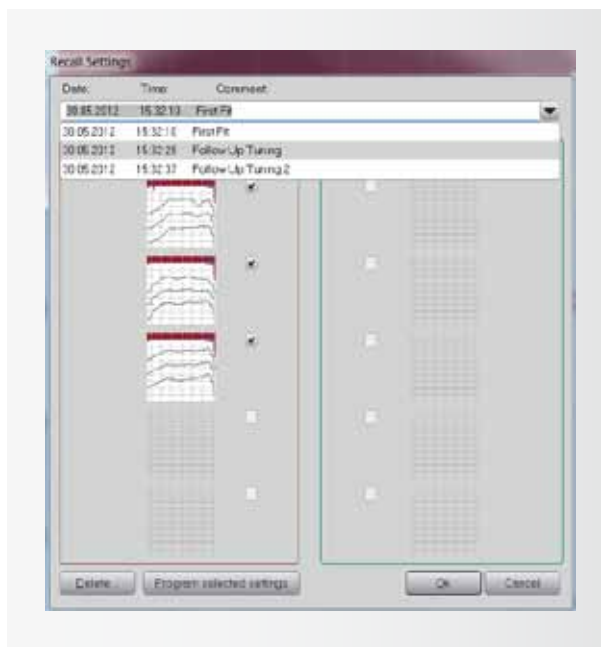 Recall Settings
Date: Time: Comment:
30.05.2012 15:32:10 First Fit
30.05.2012 15:32:10 First Fit
30.05.2012 15:32:26 Follow Up Tuning
30.05.2012 15:32:37 Follow Up Tuning 2
Delete... Program selected settings Ok Cancel